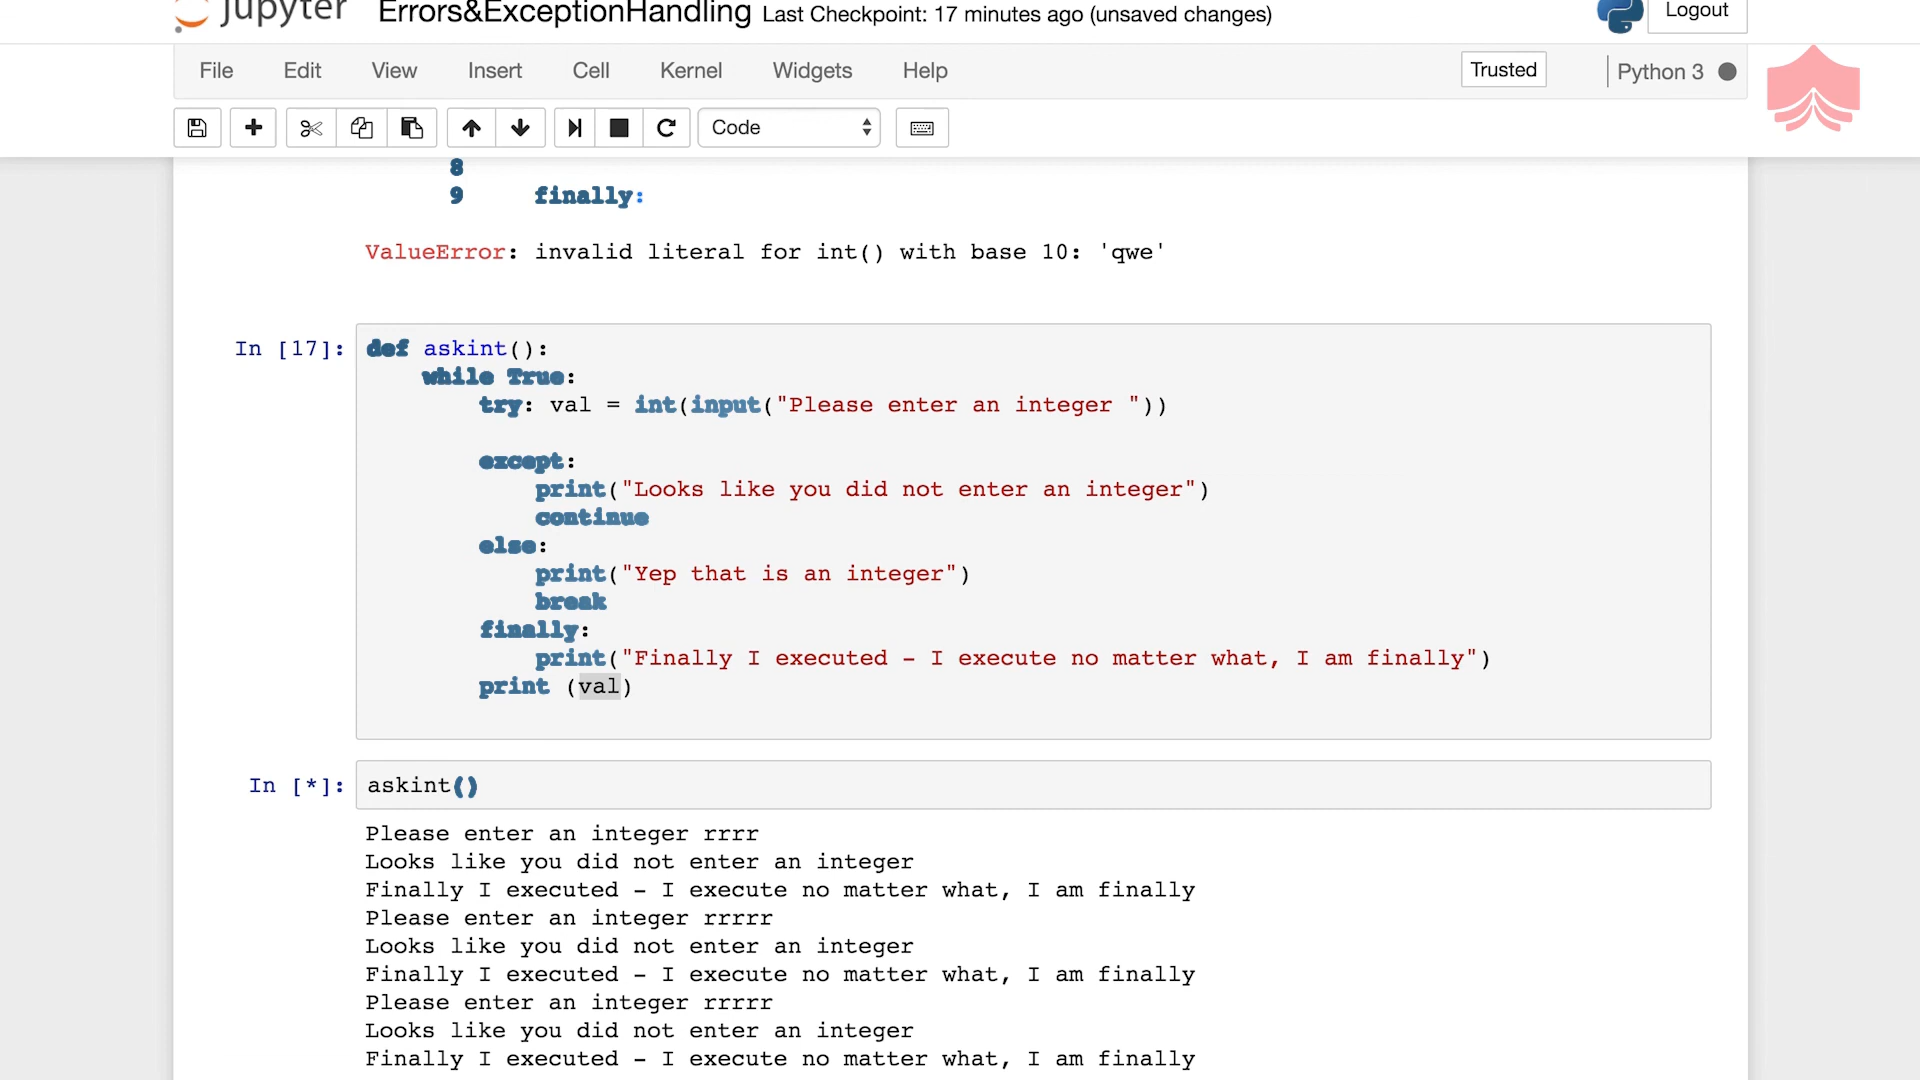 jupyter Errors&ExceptionHandling Last Checkpoint: 17 minutes ago (unsaved changes) Logout
File Edit View Insert Cell Kernel Widgets Help Trusted Python 3
Code
8
9 finally:
ValueError: invalid literal for int() with base 10: 'qwe'
In [17]: def askint():
while True:
try: val = int(input("Please enter an integer "))
except:
print("Looks like you did not enter an integer")
continue
else:
print("Yep that is an integer")
break
finally:
print("Finally I executed - I execute no matter what, I am finally")
print (val)
In [*]: askint()
Please enter an integer rrrr
Looks like you did not enter an integer
Finally I executed - I execute no matter what, I am finally
Please enter an integer rrrrr
Looks like you did not enter an integer
Finally I executed - I execute no matter what, I am finally
Please enter an integer rrrrr
Looks like you did not enter an integer
Finally I executed - I execute no matter what, I am finally